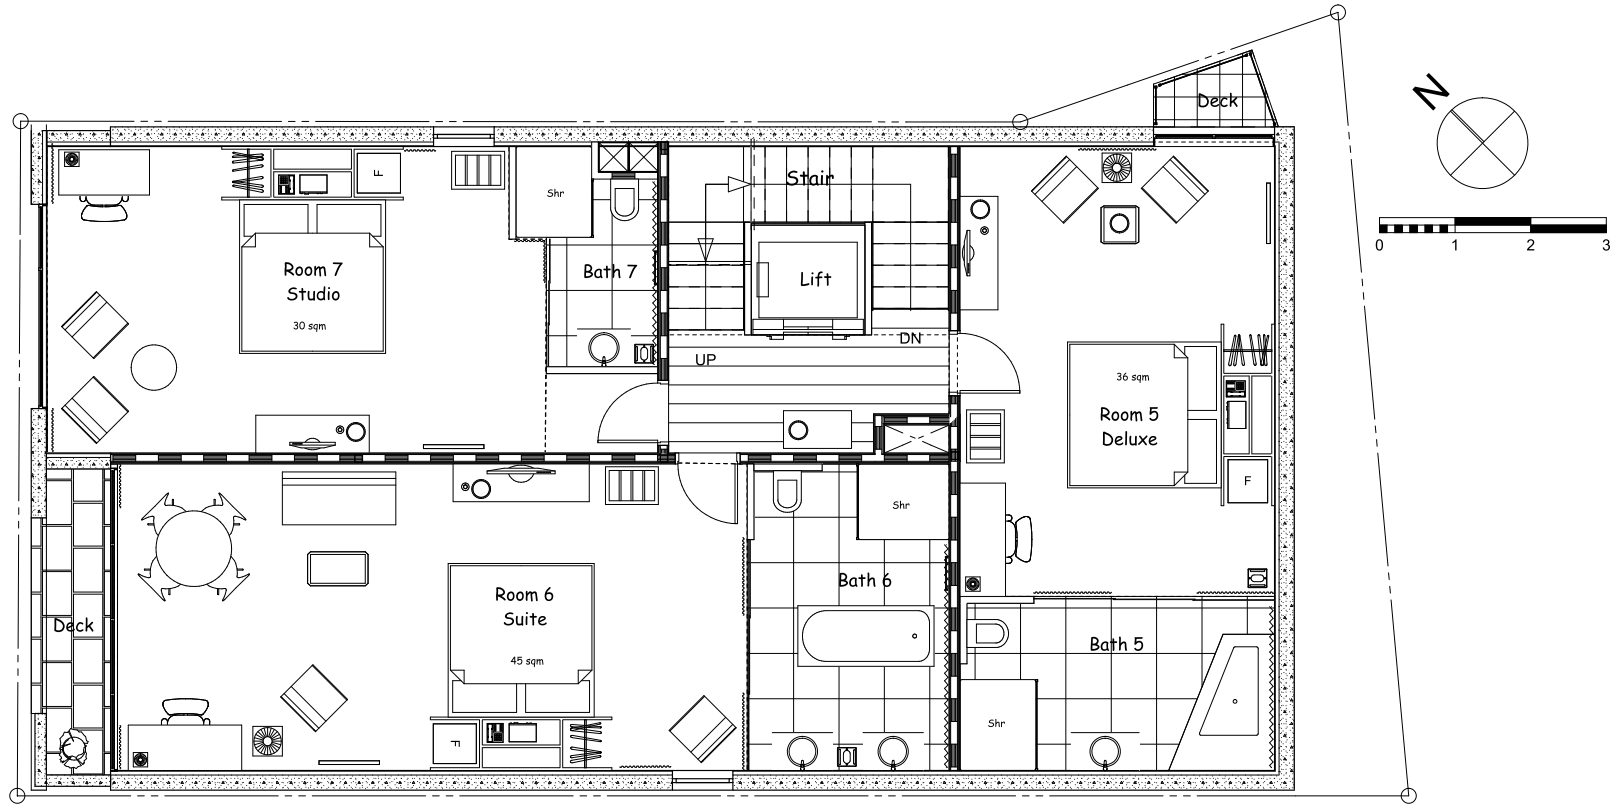 N
Deck
0 1 2 3
Stair
Shr
F
Bath 7
Lift
Room 7
Studio
30 sqm
DN
UP
36 sqm
Room 5
Deluxe
F
Shr
Bath 6
Room 6
Suite
45 sqm
Deck
Bath 5
Shr
F